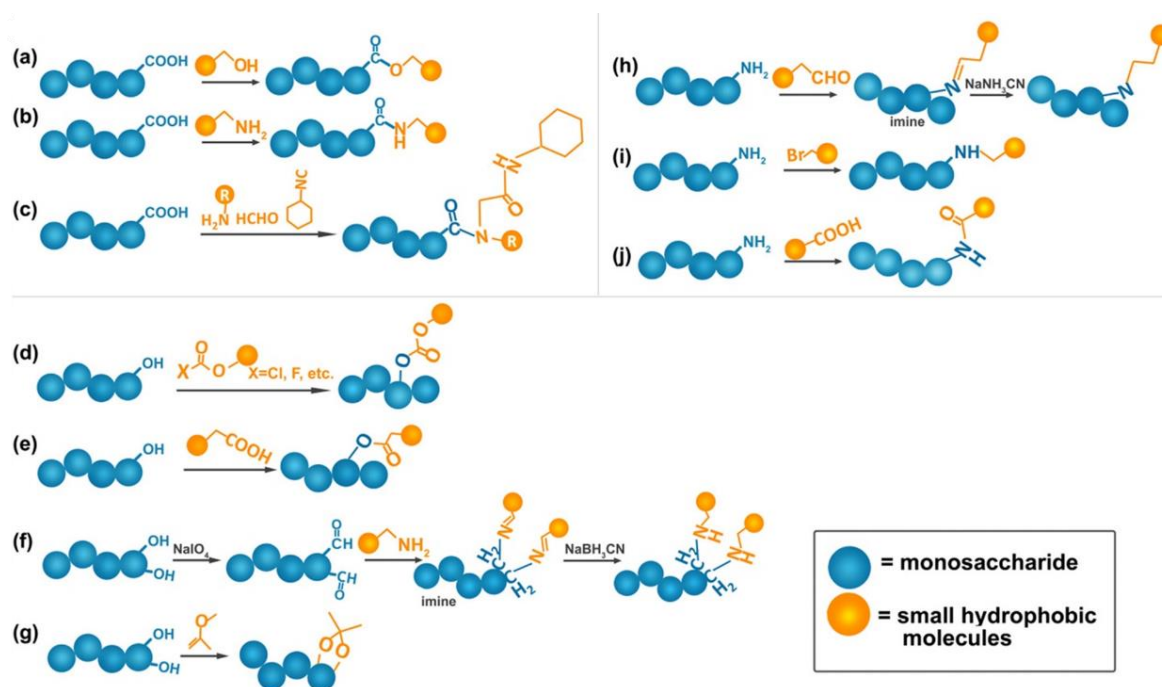 (a) COOH OH O C O
(b) COOH NH2 O C N H
(c) COOH R H2N HCHO NC O C N R O N H
(d) OH X O O X=Cl, F, etc. O O O
(e) OH COOH O O
(f) OH OH NaIO4 O CH CH O NH2 imine H2 C C H2 N N NaBH3CN H2 C C H2 N H N H
(g) OH OH O O O
(h) NH2 CHO N imine NaNH3CN N
(i) NH2 Br NH
(j) NH2 COOH O N H
= monosaccharide
= small hydrophobic
molecules